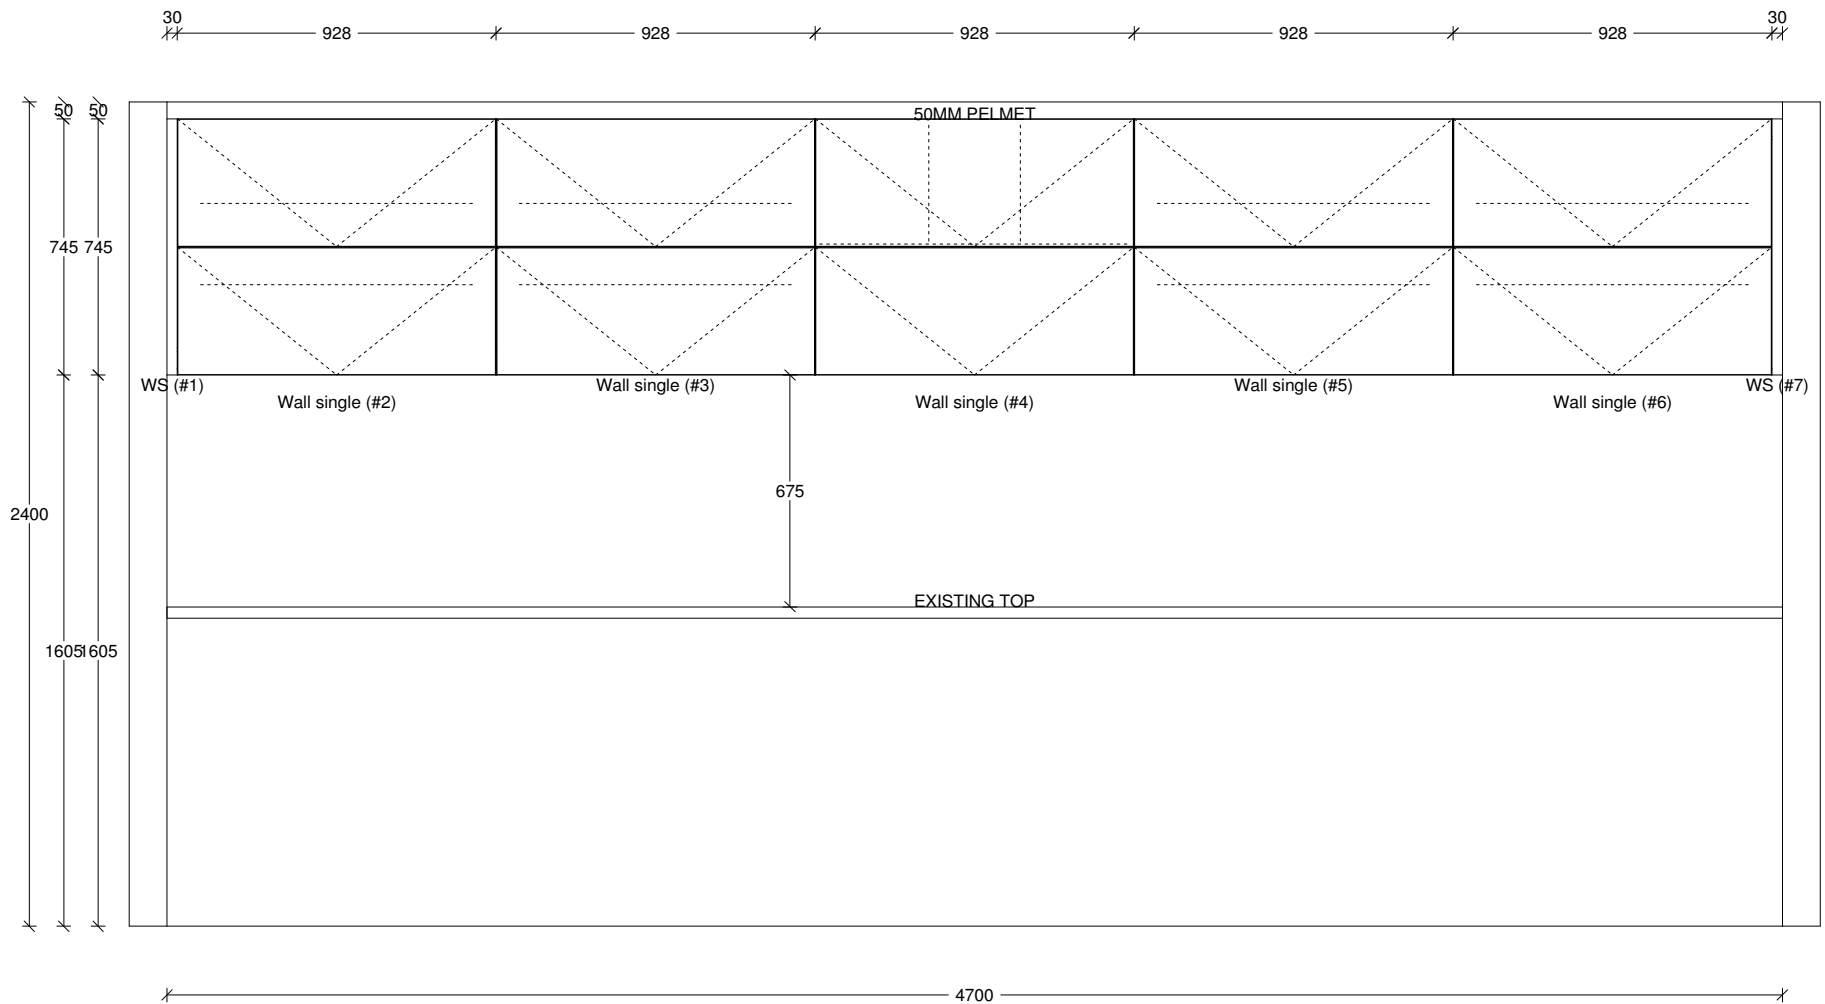 30 30
928 928 928 928 928
50 50
50MM PELMET
745 745
WS (#1) Wall single (#3) Wall single (#5) WS (#7)
Wall single (#2) Wall single (#4) Wall single (#6)
675
2400
EXISTING TOP
1605 1605
4700